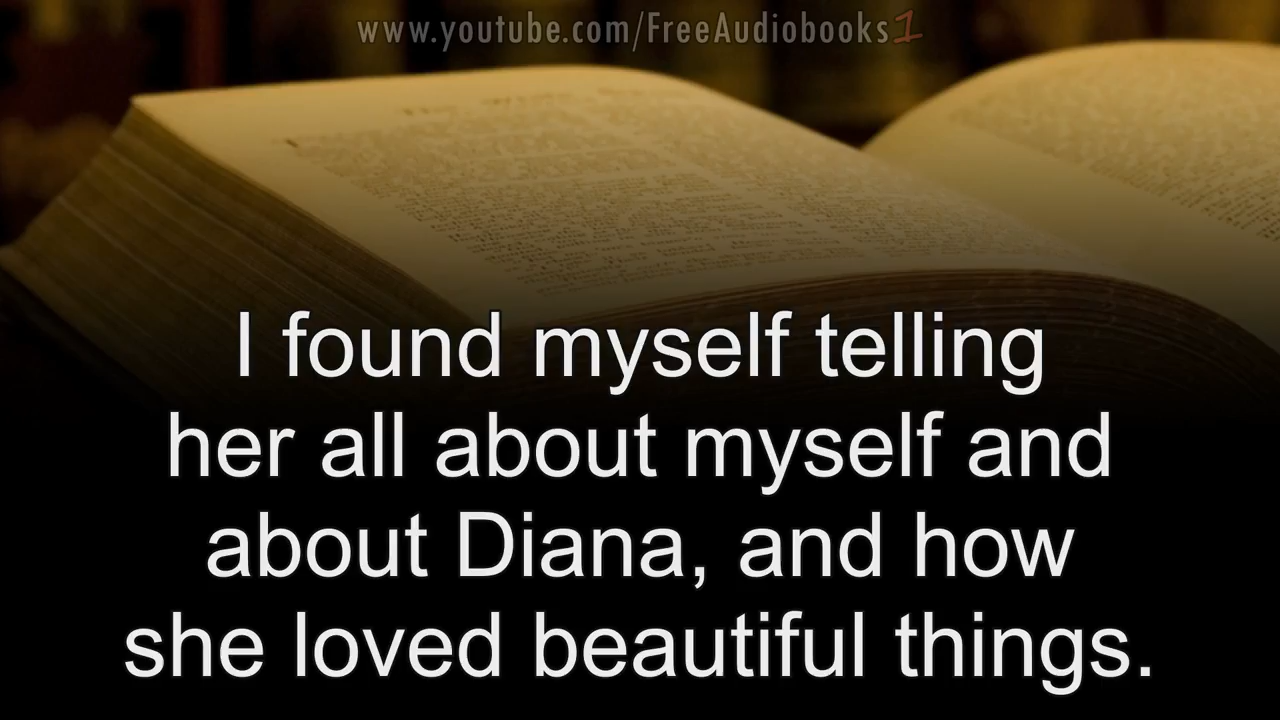 www.youtube.com/FreeAudiobooks1
I found myself telling
her all about myself and
about Diana, and how
she loved beautiful things.